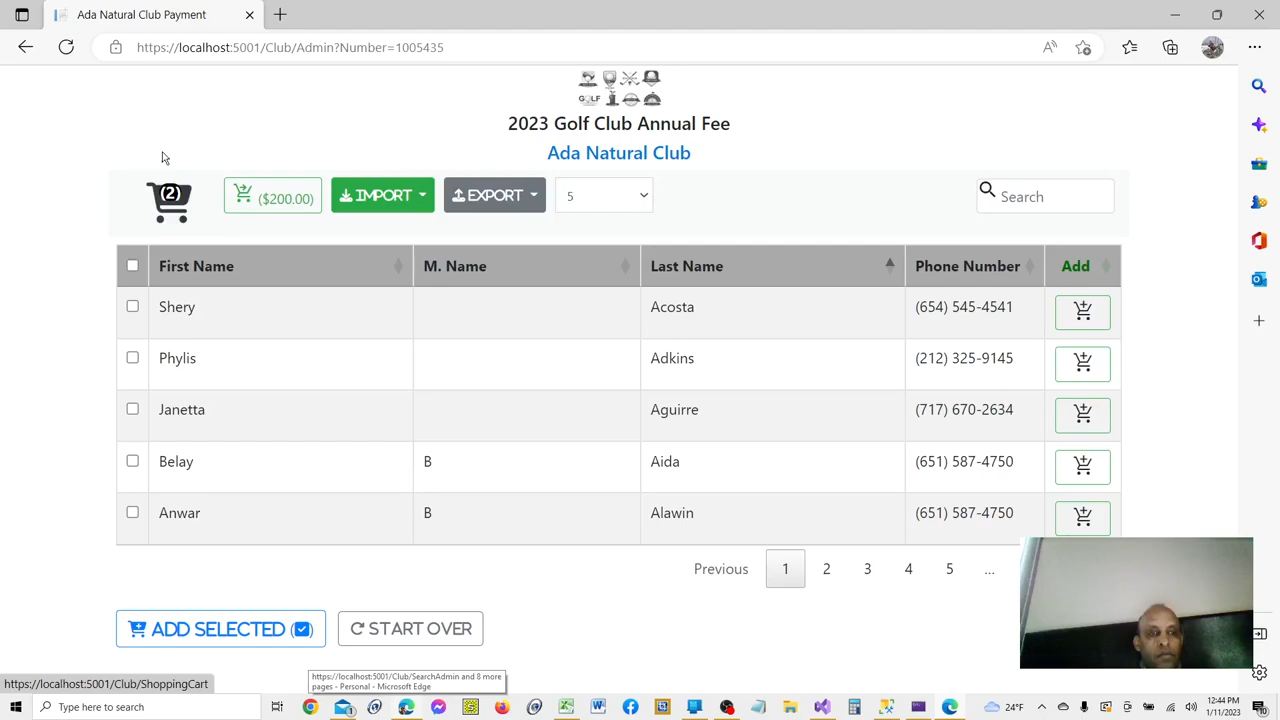 Ada Natural Club Payment
https://localhost:5001/Club/Admin?Number=1005435
GOLF
2023 Golf Club Annual Fee
Ada Natural Club
(2)
($200.00)
IMPORT
EXPORT
5
Search
First Name
M. Name
Last Name
Phone Number
Add
Shery
Acosta
(654) 545-4541
Phylis
Adkins
(212) 325-9145
Janetta
Aguirre
(717) 670-2634
Belay
B
Aida
(651) 587-4750
Anwar
B
Alawin
(651) 587-4750
Previous
1
2
3
4
5
...
ADD SELECTED ( )
START OVER
https://localhost:5001/Club/SearchAdmin and 8 more
pages - Personal - Microsoft Edge
https://localhost:5001/Club/ShoppingCart
Type here to search
24°F
12:44 PM
1/11/2023